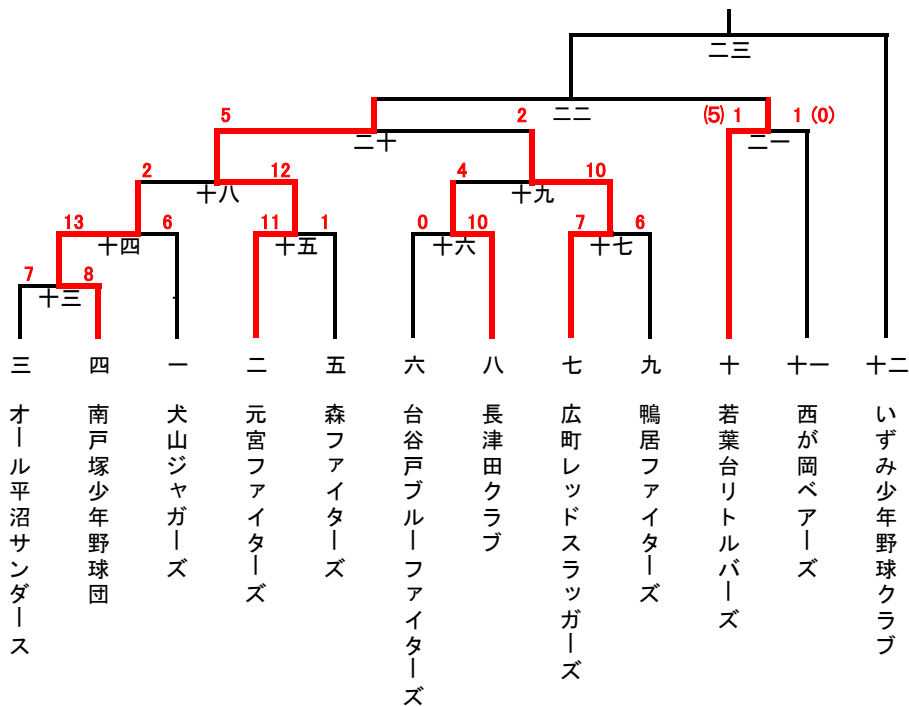 二三
二二
5 2 (5) 1 1 (0)
二十 二一
2 12 4 10
十八 十九
13 6 11 1 0 10 7 6
十四 十五 十六 十七
7 8
十三
三 四 一 二 五 六 八 七 九 十 十一 十二
オール平沼サンダース
南戸塚少年野球団
犬山ジャガーズ
元宮ファイターズ
森ファイターズ
台谷戸ブルーファイターズ
長津田クラブ
広町レッドスラッガーズ
鴨居ファイターズ
若葉台リトルバーズ
西が岡ベアーズ
いずみ少年野球クラブ